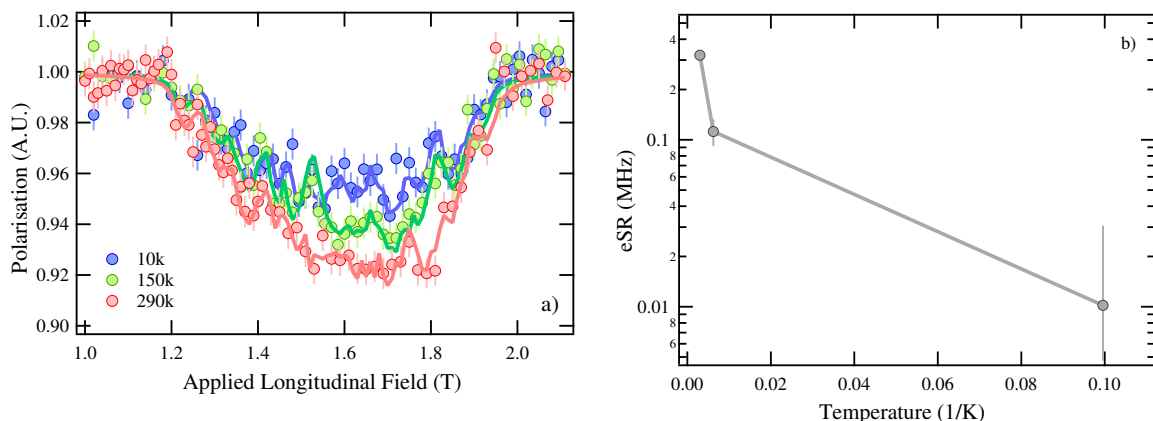 1.02
1.00
0.98
0.96
0.94
0.92
0.90
Polarisation (A.U.)
10k
150k
290k
a)
1.0 1.2 1.4 1.6 1.8 2.0
Applied Longitudinal Field (T)
b)
4
2
0.1
8
6
4
2
0.01
8
6
eSR (MHz)
0.00 0.02 0.04 0.06 0.08 0.10
Temperature (1/K)